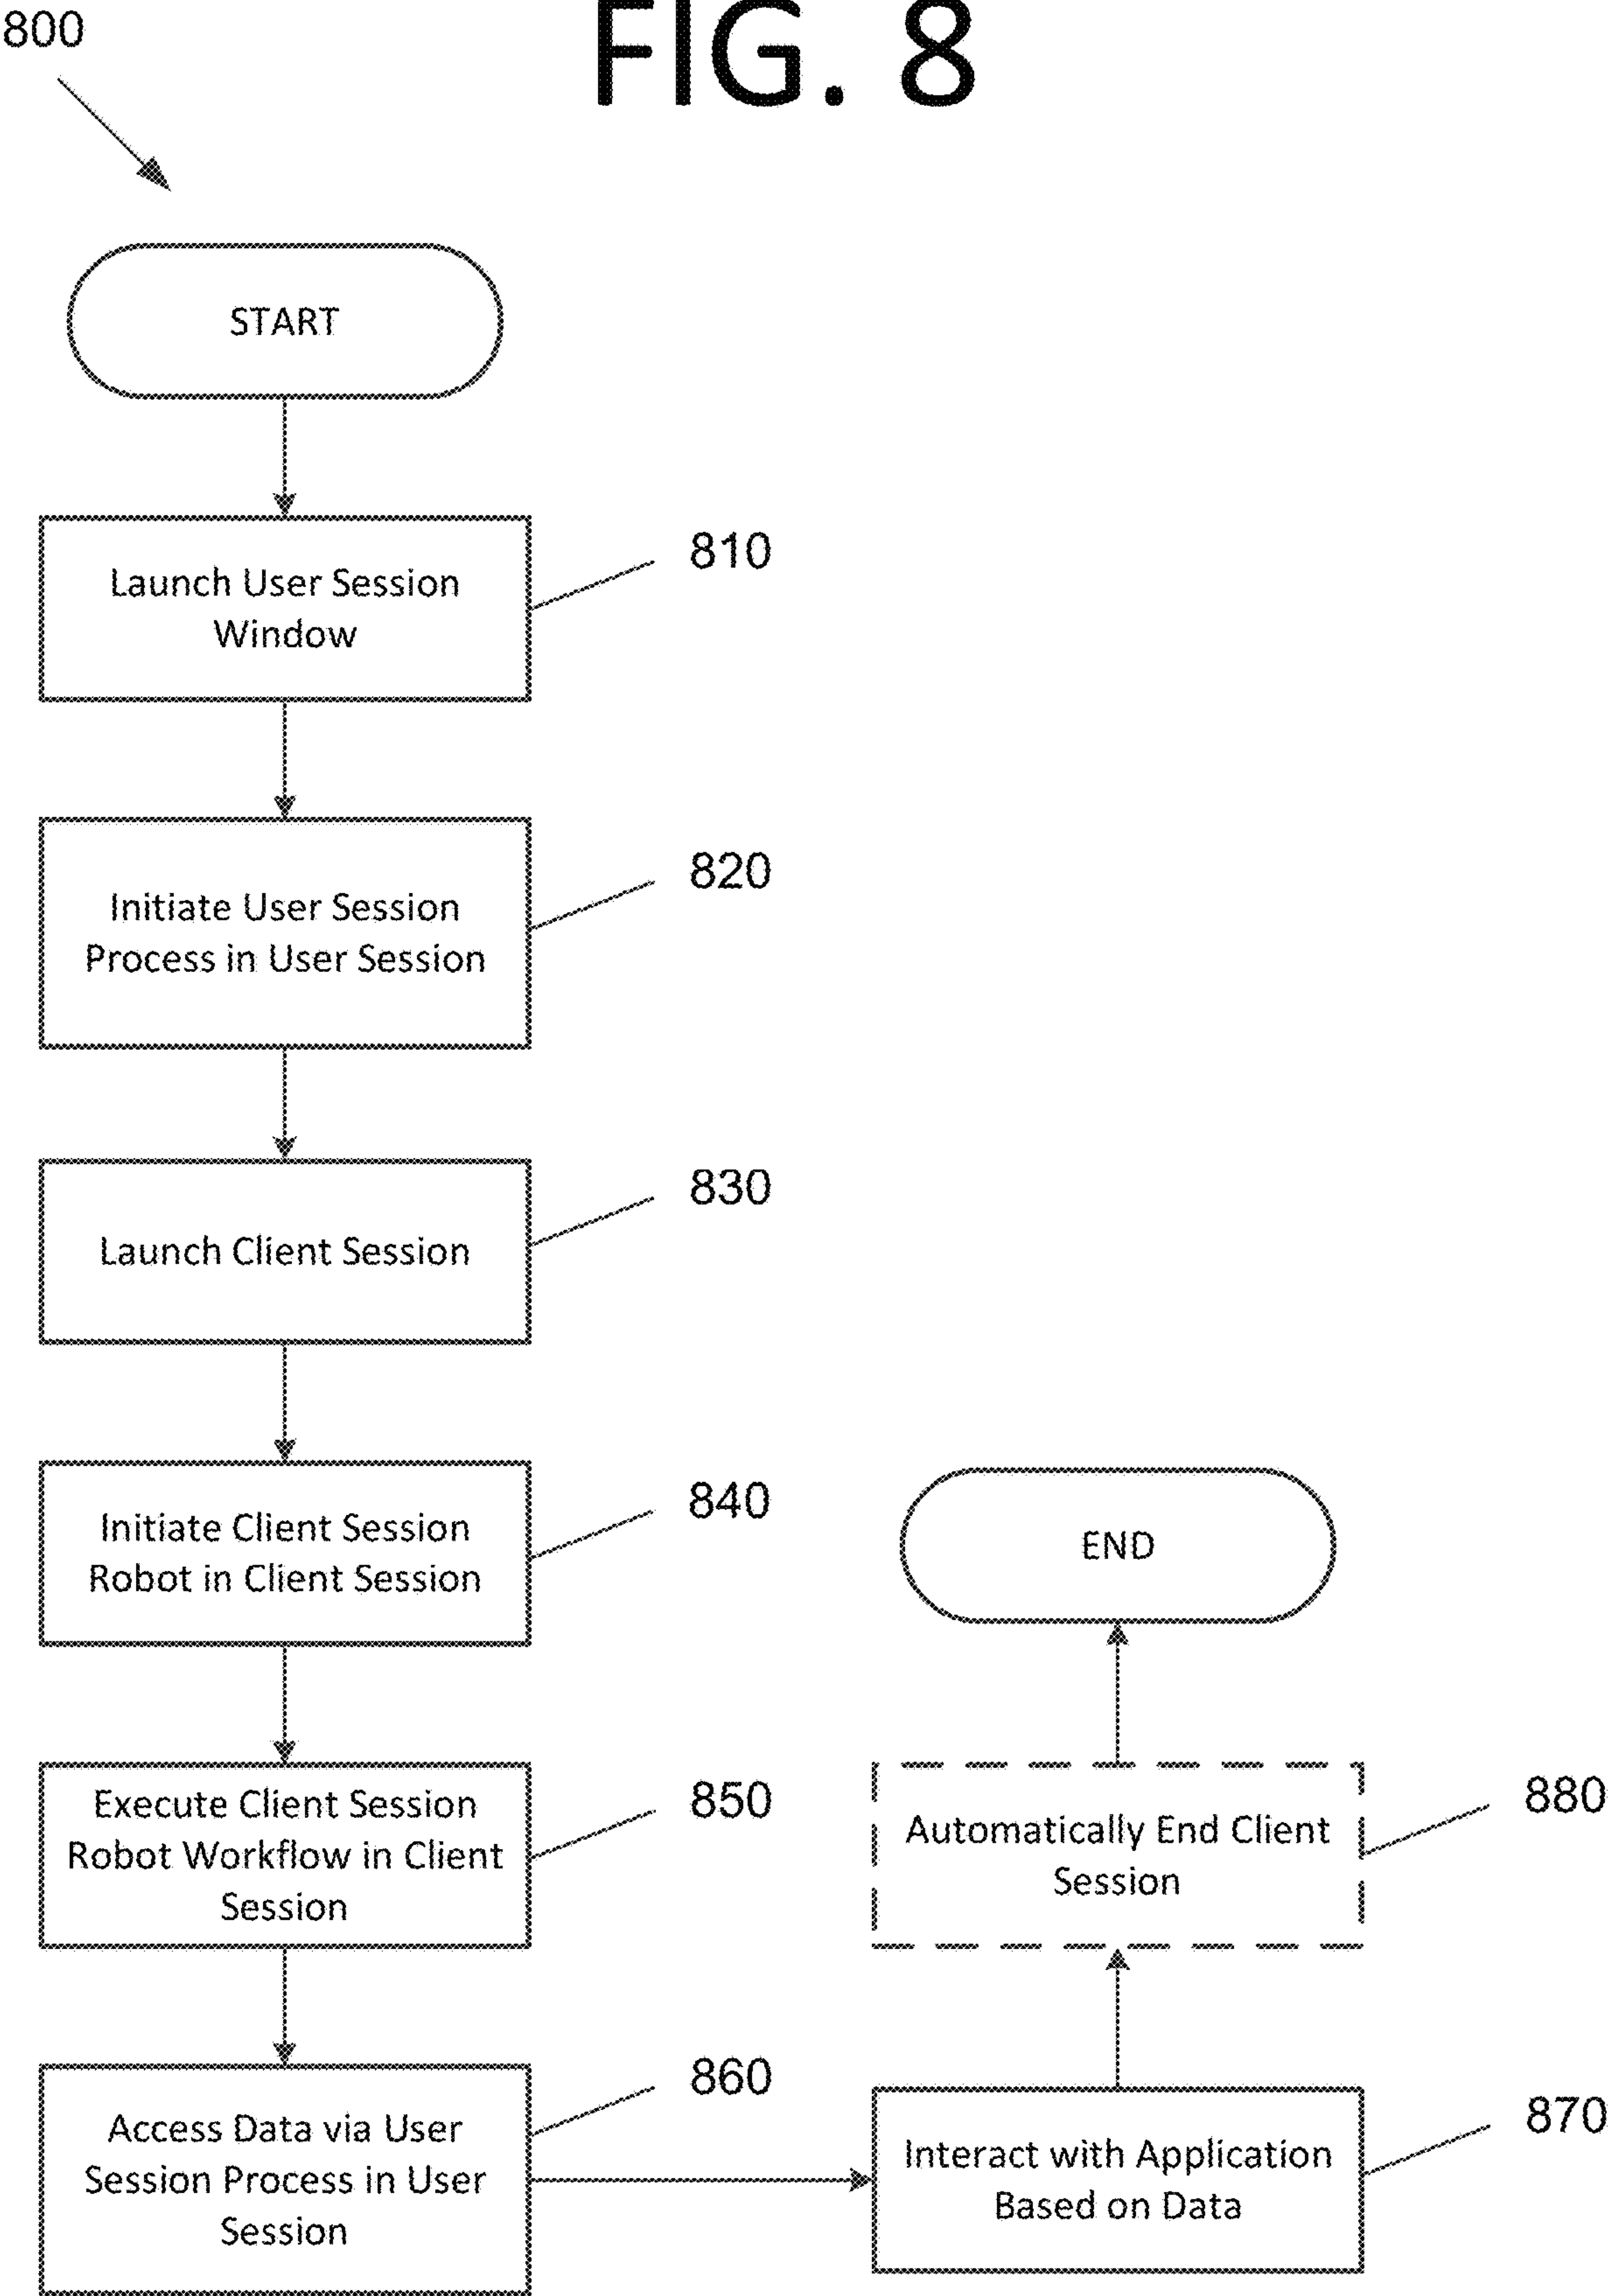 800
FIG. 8
START
Launch User Session
Window
810
Initiate User Session
Process in User Session
820
Launch Client Session
830
Initiate Client Session
Robot in Client Session
840
Execute Client Session
Robot Workflow in Client
Session
850
Access Data via User
Session Process in User
Session
860
Interact with Application
Based on Data
870
Automatically End Client
Session
880
END